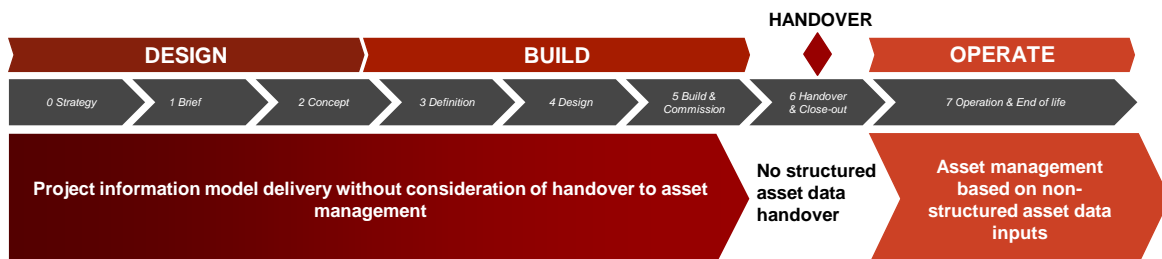 HANDOVER
DESIGN
BUILD
OPERATE
0 Strategy
1 Brief
2 Concept
3 Definition
4 Design
5 Build &
Commission
6 Handover
& Close-out
7 Operation & End of life
Project information model delivery without consideration of handover to asset
management
No structured
asset data
handover
Asset management
based on non-
structured asset data
inputs